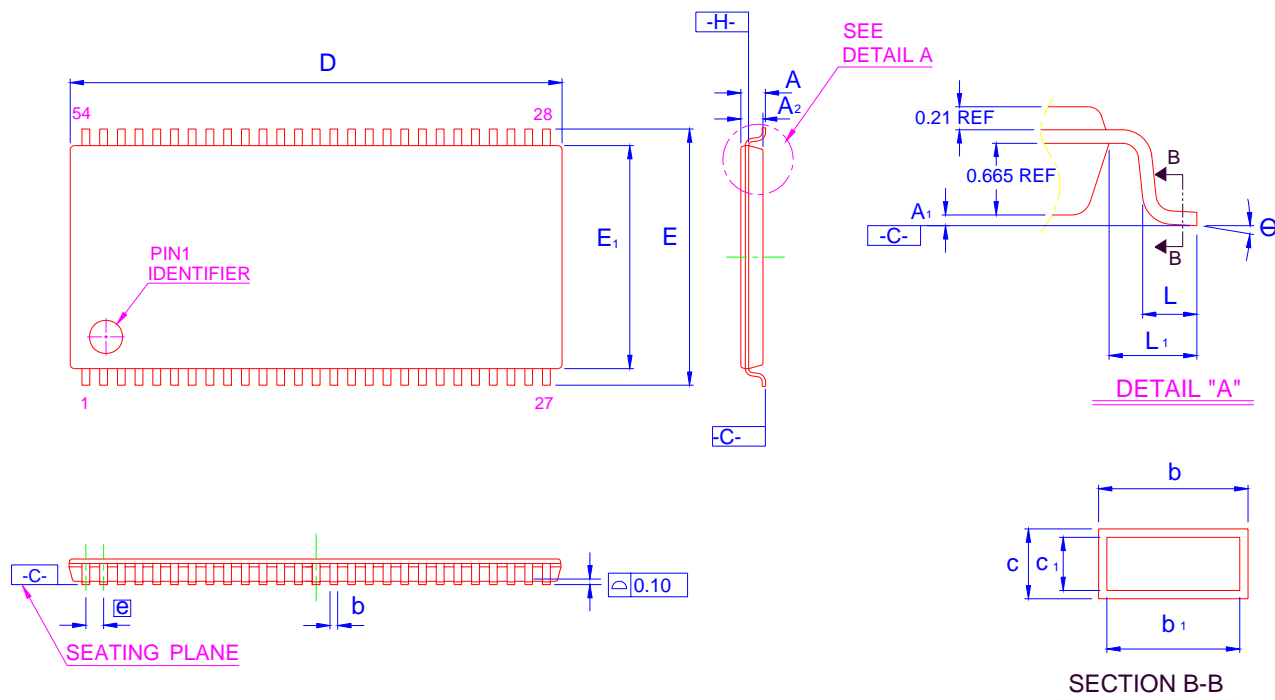 -H-
SEE
DETAIL A
D
A
A2
54
28
0.21 REF
0.665 REF
B
A1
-C-
B
Θ
E1
E
PIN1
IDENTIFIER
L
L1
DETAIL "A"
1
27
-C-
b
c
c1
b1
SECTION B-B
-C-
e
b
⌓ 0.10
SEATING PLANE